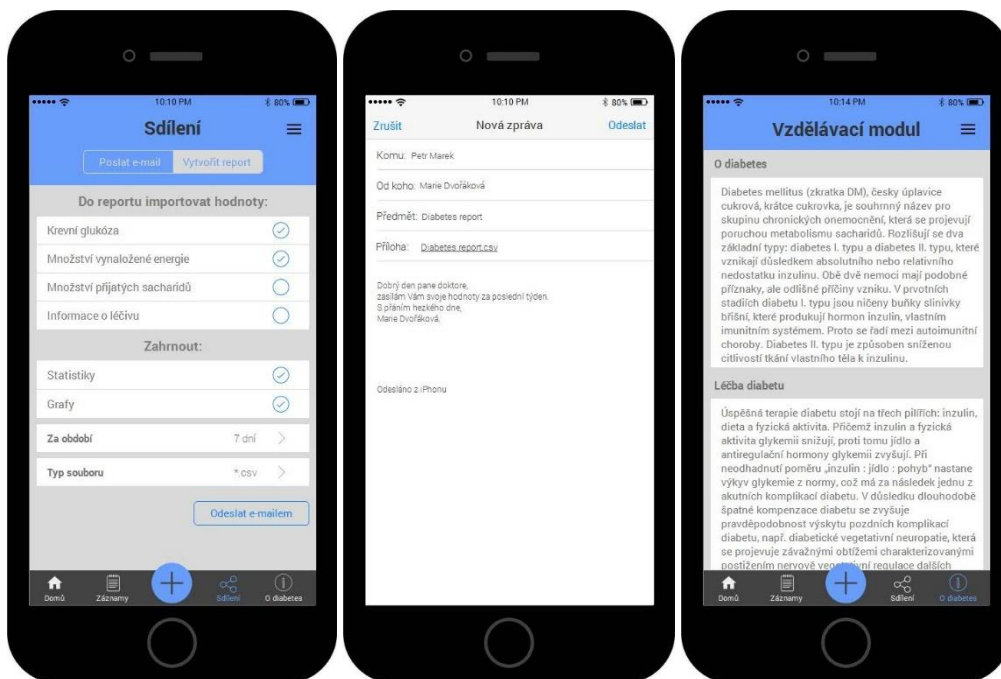 10:10 PM
80%
Sdílení
Poslat e-mail
Vytvořit report
Do reportu importovat hodnoty:
Krevní glukóza
Množství vynaložené energie
Množství přijatých sacharidů
Informace o léčivu
Zahrnout:
Statistiky
Grafy
Za období 7 dní
Typ souboru *.csv
Odeslat e-mailem
Domů
Záznamy
Sdílení
O diabetes
10:10 PM
80%
Zrušit
Nová zpráva
Odeslat
Komu: Petr Marek
Od koho: Marie Dvořáková
Předmět: Diabetes report
Příloha: Diabetes report.csv
Dobrý den pane doktore,
zasílám Vám svoje hodnoty za poslední týden.
S přáním hezkého dne,
Marie Dvořáková.
Odesláno z iPhonu
10:14 PM
80%
Vzdělávací modul
O diabetes
Diabetes mellitus (zkratka DM), česky úplavice
cukrová, krátce cukrovka, je souhrnný název pro
skupinu chronických onemocnění, která se projevují
poruchou metabolismu sacharidů. Rozlišují se dva
základní typy: diabetes I. typu a diabetes II. typu, které
vznikají důsledkem absolutního nebo relativního
nedostatku inzulinu. Obě dvě nemoci mají podobné
příznaky, ale odlišné příčiny vzniku. V prvotních
stadiích diabetu I. typu jsou ničeny buňky slinivky
břišní, které produkují hormon inzulin, vlastním
imunitním systémem. Proto se řadí mezi autoimunitní
choroby. Diabetes II. typu je způsoben sníženou
citlivostí tkání vlastního těla k inzulinu.
Léčba diabetu
Úspěšná terapie diabetu stojí na třech pilířích: inzulin,
dieta a fyzická aktivita. Přičemž inzulin a fyzická
aktivita glykemii snižují, proti tomu jídlo a
antiregulační hormony glykemii zvyšují. Při
neodhadnutí poměru „inzulin : jídlo : pohyb" nastane
výkyv glykemie z normy, což má za následek jednu z
akutních komplikací diabetu. V důsledku dlouhodobě
špatné kompenzace diabetu se zvyšuje
pravděpodobnost výskytu pozdních komplikací
diabetu, např. diabetické vegetativní neuropatie, která
se projevuje závažnými obtížemi charakterizovanými
postižením nervově vegetativní regulace dalších
Domů
Záznamy
Sdílení
O diabetes